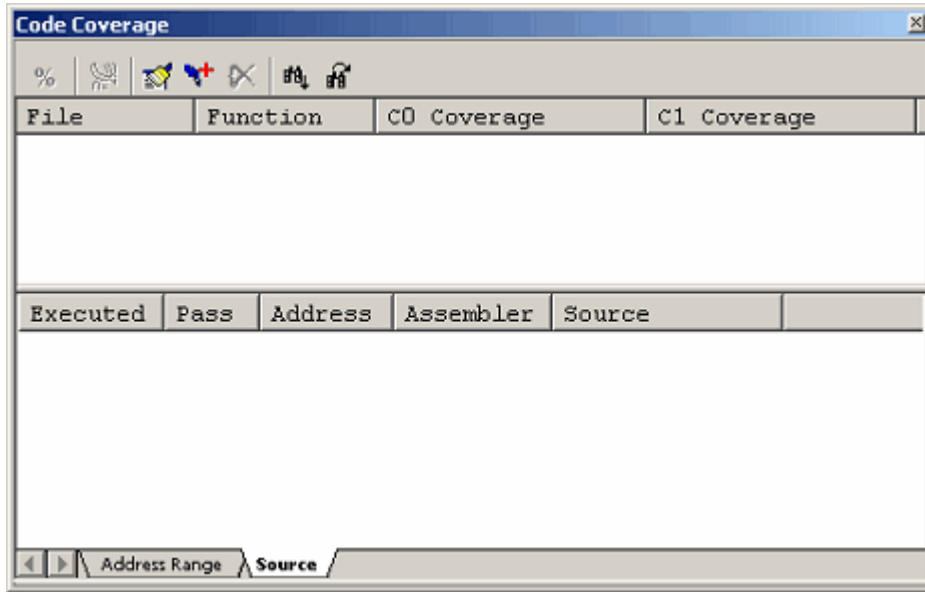 Code Coverage
%
File Function C0 Coverage C1 Coverage
Executed Pass Address Assembler Source
Address Range Source